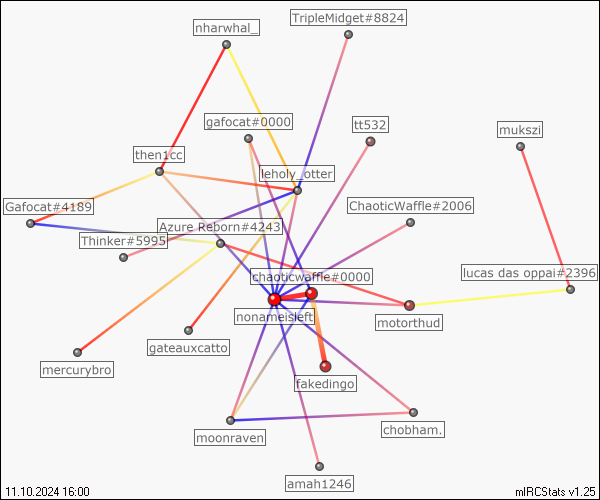 TripleMidget#8824
nharwhal_
gafocat#0000
tt532
mukszi
then1cc
leholy_otter
Gafocat#4189
ChaoticWaffle#2006
Azure Reborn#4243
Thinker#5995
chaoticwaffle#0000
lucas das oppai#2396
nonameisleft
motorthud
gateauxcatto
mercurybro
fakedingo
moonraven
chobham.
amah1246
11.10.2024 16:00
mIRCStats v1.25